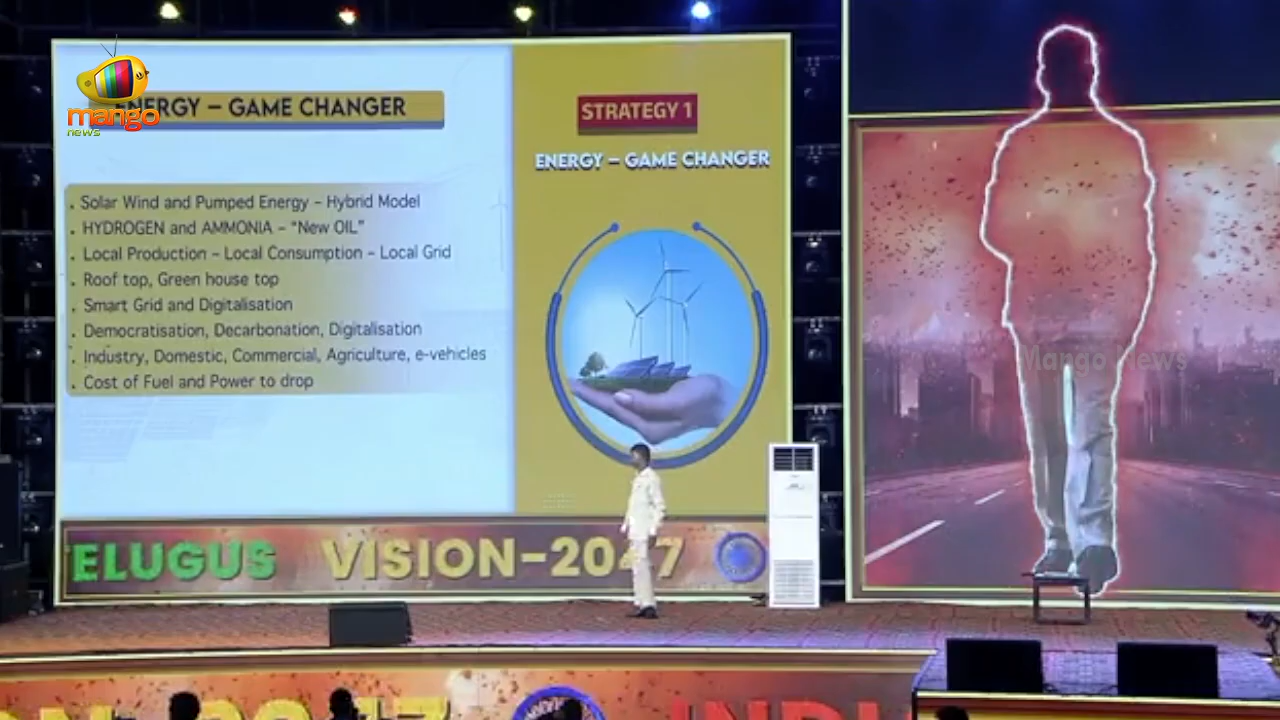 mango
news
ENERGY – GAME CHANGER
STRATEGY 1
ENERGY – GAME CHANGER
. Solar Wind and Pumped Energy – Hybrid Model
. HYDROGEN and AMMONIA – “New OIL”
. Local Production – Local Consumption – Local Grid
. Roof top, Green house top
. Smart Grid and Digitalisation
. Democratisation, Decarbonation, Digitalisation
. Industry, Domestic, Commercial, Agriculture, e-vehicles
. Cost of Fuel and Power to drop
Mango News
ELUGUS VISION-2047